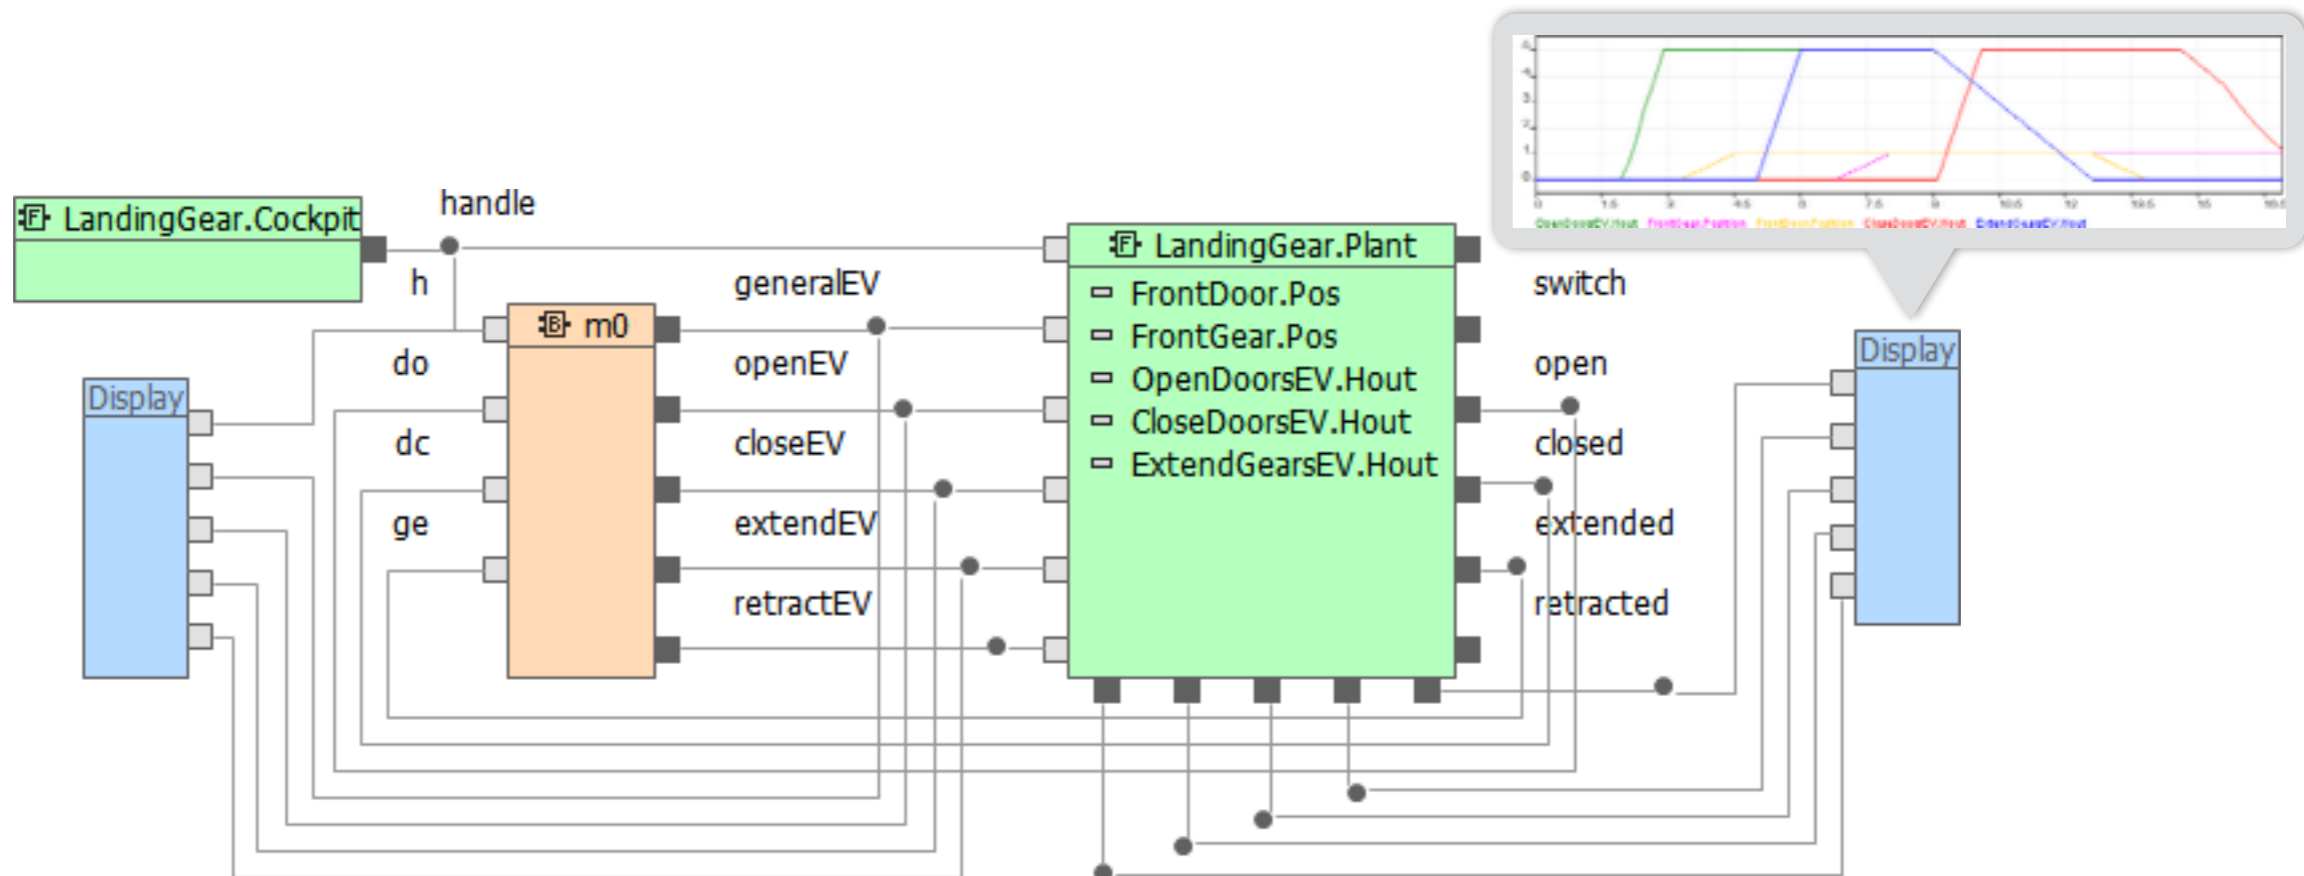 handle
LandingGear.Cockpit
LandingGear.Plant
h
generalEV
switch
FrontDoor.Pos
m0
FrontGear.Pos
Display
do
openEV
open
OpenDoorsEV.Hout
Display
CloseDoorsEV.Hout
dc
closeEV
closed
ExtendGearsEV.Hout
ge
extendEV
extended
retractEV
retracted